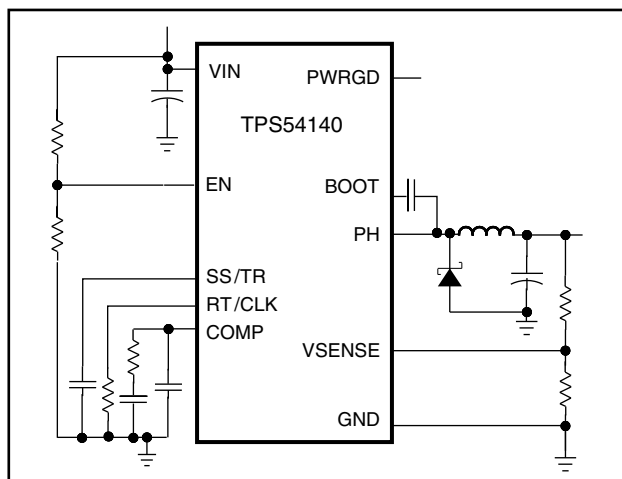 VIN
PWRGD
TPS54140
EN
BOOT
PH
SS/TR
RT/CLK
COMP
VSENSE
GND